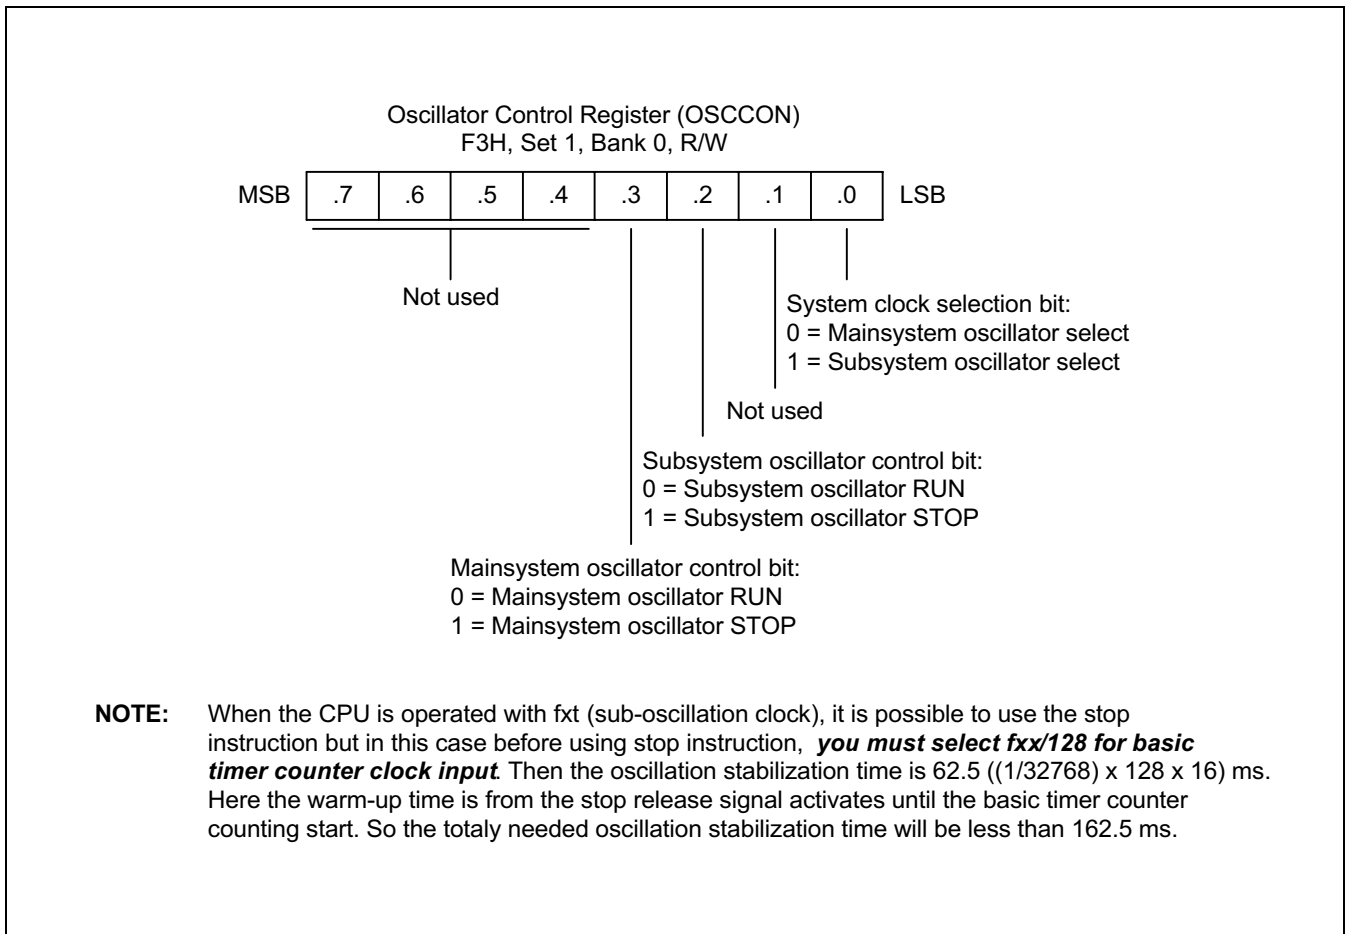 Oscillator Control Register (OSCCON)
F3H, Set 1, Bank 0, R/W
MSB .7 .6 .5 .4 .3 .2 .1 .0 LSB
Not used
System clock selection bit:
0 = Mainsystem oscillator select
1 = Subsystem oscillator select
Not used
Subsystem oscillator control bit:
0 = Subsystem oscillator RUN
1 = Subsystem oscillator STOP
Mainsystem oscillator control bit:
0 = Mainsystem oscillator RUN
1 = Mainsystem oscillator STOP
NOTE: When the CPU is operated with fxt (sub-oscillation clock), it is possible to use the stop
instruction but in this case before using stop instruction, you must select fxx/128 for basic
timer counter clock input. Then the oscillation stabilization time is 62.5 ((1/32768) x 128 x 16) ms.
Here the warm-up time is from the stop release signal activates until the basic timer counter
counting start. So the totaly needed oscillation stabilization time will be less than 162.5 ms.